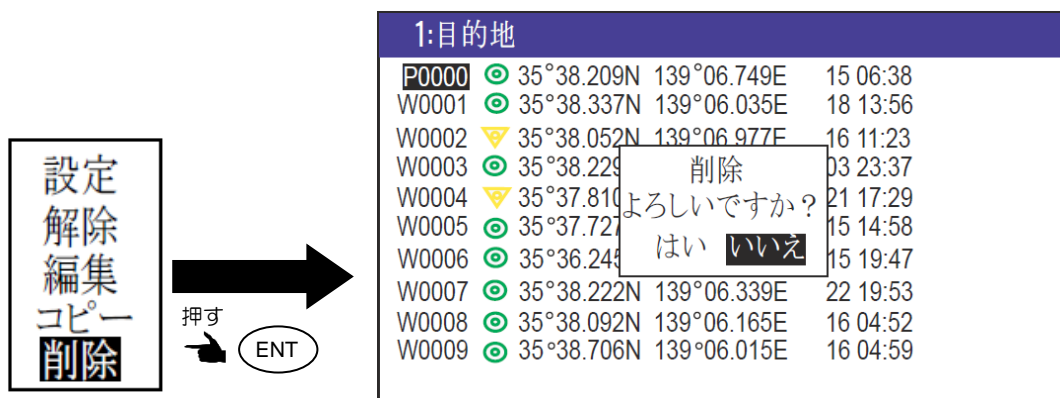 設定
解除
編集
コピー
削除
押す
ENT
1:目的地
P0000 35°38.209N 139°06.749E 15 06:38
W0001 35°38.337N 139°06.035E 18 13:56
W0002 35°38.052N 139°06.977E 16 11:23
W0003 35°38.229 03 23:37
W0004 35°37.810 21 17:29
W0005 35°37.727 15 14:58
W0006 35°36.245 15 19:47
W0007 35°38.222N 139°06.339E 22 19:53
W0008 35°38.092N 139°06.165E 16 04:52
W0009 35°38.706N 139°06.015E 16 04:59
削除
よろしいですか？
はい いいえ